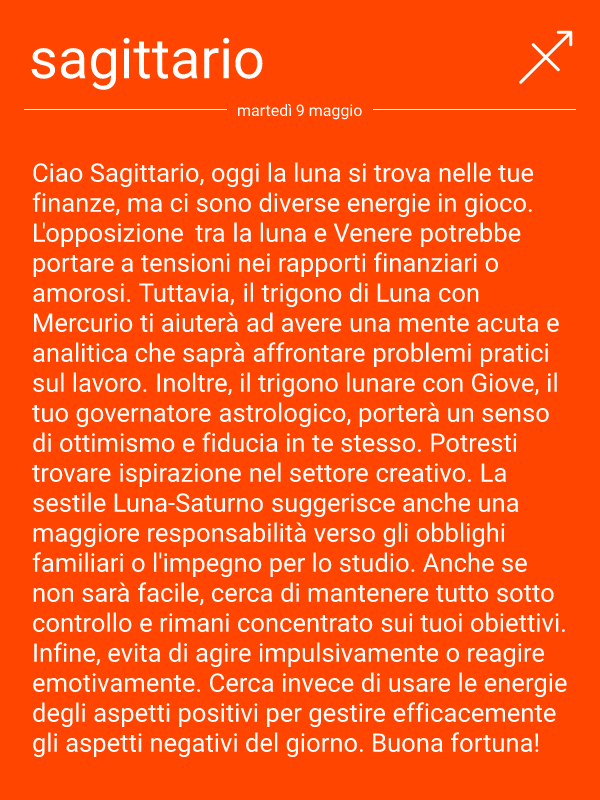 sagittario
martedì 9 maggio
Ciao Sagittario, oggi la luna si trova nelle tue
finanze, ma ci sono diverse energie in gioco.
L'opposizione  tra la luna e Venere potrebbe
portare a tensioni nei rapporti finanziari o
amorosi. Tuttavia, il trigono di Luna con
Mercurio ti aiuterà ad avere una mente acuta e
analitica che saprà affrontare problemi pratici
sul lavoro. Inoltre, il trigono lunare con Giove, il
tuo governatore astrologico, porterà un senso
di ottimismo e fiducia in te stesso. Potresti
trovare ispirazione nel settore creativo. La
sestile Luna-Saturno suggerisce anche una
maggiore responsabilità verso gli obblighi
familiari o l'impegno per lo studio. Anche se
non sarà facile, cerca di mantenere tutto sotto
controllo e rimani concentrato sui tuoi obiettivi.
Infine, evita di agire impulsivamente o reagire
emotivamente. Cerca invece di usare le energie
degli aspetti positivi per gestire efficacemente
gli aspetti negativi del giorno. Buona fortuna!